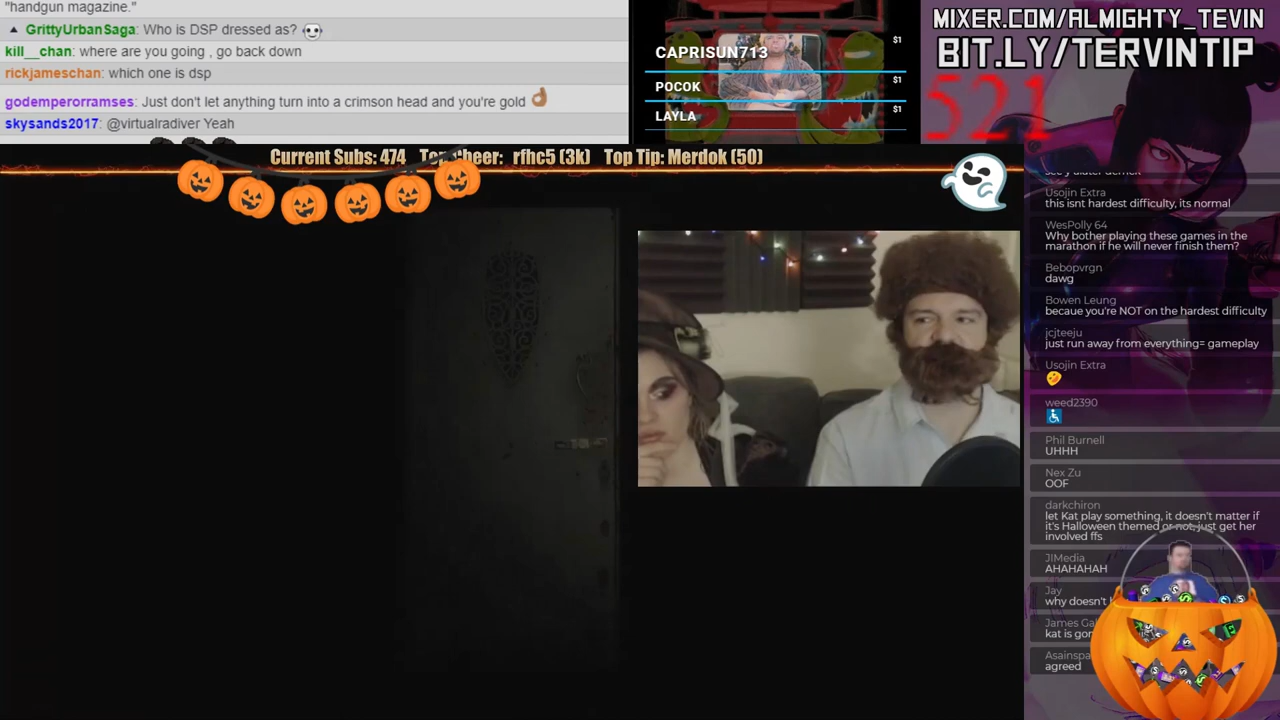 "handgun magazine."
GrittyUrbanSaga: Who is DSP dressed as?
kill__chan: where are you going , go back down
rickjameschan: which one is dsp
godemperorramses: Just don't let anything turn into a crimson head and you're gold
skysands2017: @virtualradiver Yeah
CAPRISUN713
$1
POCOK
$1
LAYLA
$1
MIXER.COM/ALMIGHTY_TEVIN
BIT.LY/TERVINTIP
521
Current Subs: 474 Top Cheer: rfhc5 (3k) Top Tip: Merdok (50)
Usojin Extra
this isnt hardest difficulty, its normal
WesPolly 64
Why bother playing these games in the
marathon if he will never finish them?
Bebopvrgn
dawg
Bowen Leung
becaue you're NOT on the hardest difficulty
jcjteeju
just run away from everything= gameplay
Usojin Extra
weed2390
Phil Burnell
UHHH
Nex Zu
OOF
darkchiron
let Kat play something, it doesn't matter if
it's Halloween themed or not, just get her
involved ffs
JIMedia
AHAHAHAH
Jay
why doesn't
James
kat is
agreed